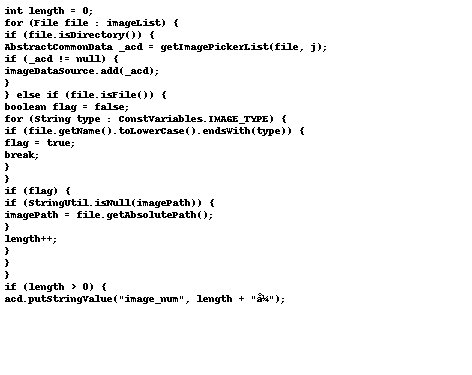 int length = 0;
for (File file : imageList) {
if (file.isDirectory()) {
AbstractCommonData _acd = getImagePickerList(file, j);
if (_acd != null) {
imageDataSource.add(_acd);
}
} else if (file.isFile()) {
boolean flag = false;
for (String type : ConstVariables.IMAGE_TYPE) {
if (file.getName().toLowerCase().endsWith(type)) {
flag = true;
break;
}
}
if (flag) {
if (StringUtil.isNull(imagePath)) {
imagePath = file.getAbsolutePath();
}
length++;
}
}
}
if (length > 0) {
acd.putStringValue("image_num", length + "å¼");